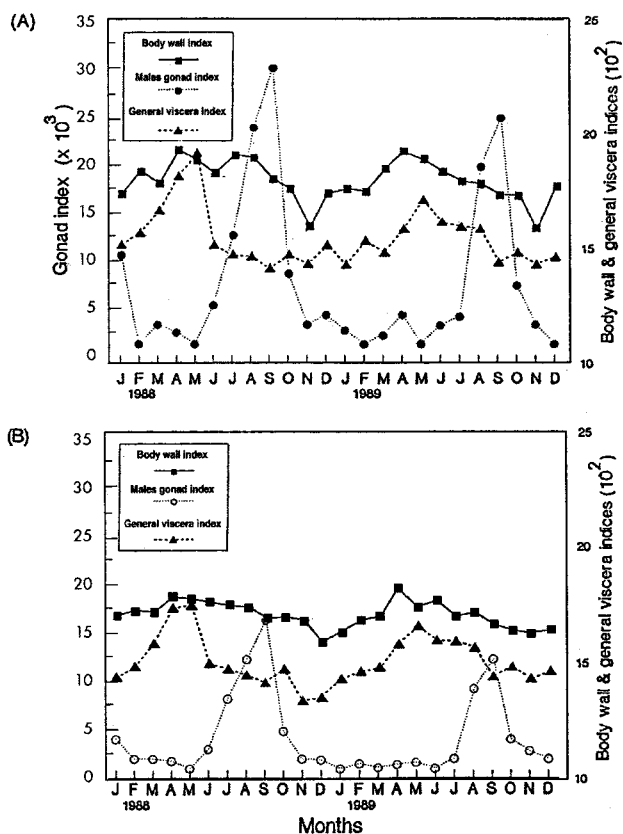 (A)
35
30
25
20
15
10
5
0
Gonad index (x 10³)
Body wall index
Males gonad index
General viscera index
25
20
15
10
Body wall & general viscera indices (10²)
J F M A M J J A S O N D J F M A M J J A S O N D
1988 1989
(B)
35
30
25
20
15
10
5
0
Body wall index
Males gonad index
General viscera index
25
20
15
10
Body wall & general viscera indices (10²)
J F M A M J J A S O N D J F M A M J J A S O N D
1988 1989
Months